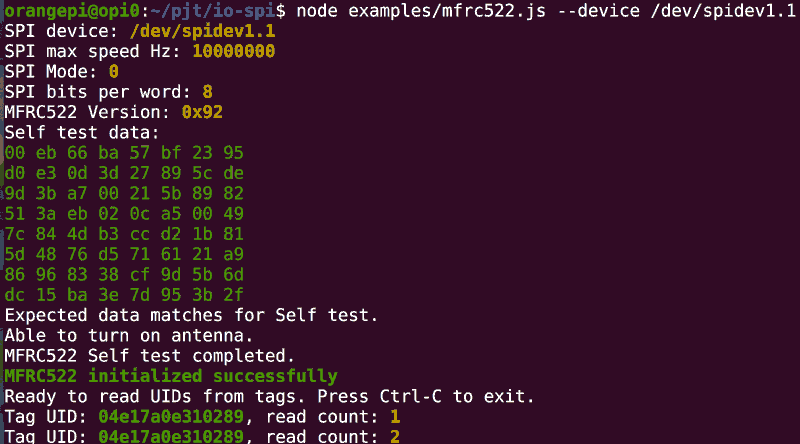 orangepi@opi0:~/pjt/io-spi$ node examples/mfrc522.js --device /dev/spidev1.1
SPI device: /dev/spidev1.1
SPI max speed Hz: 10000000
SPI Mode: 0
SPI bits per word: 8
MFRC522 Version: 0x92
Self test data:
00 eb 66 ba 57 bf 23 95
d0 e3 0d 3d 27 89 5c de
9d 3b a7 00 21 5b 89 82
51 3a eb 02 0c a5 00 49
7c 84 4d b3 cc d2 1b 81
5d 48 76 d5 71 61 21 a9
86 96 83 38 cf 9d 5b 6d
dc 15 ba 3e 7d 95 3b 2f
Expected data matches for Self test.
Able to turn on antenna.
MFRC522 Self test completed.
MFRC522 initialized successfully
Ready to read UIDs from tags. Press Ctrl-C to exit.
Tag UID: 04e17a0e310289, read count: 1
Tag UID: 04e17a0e310289, read count: 2